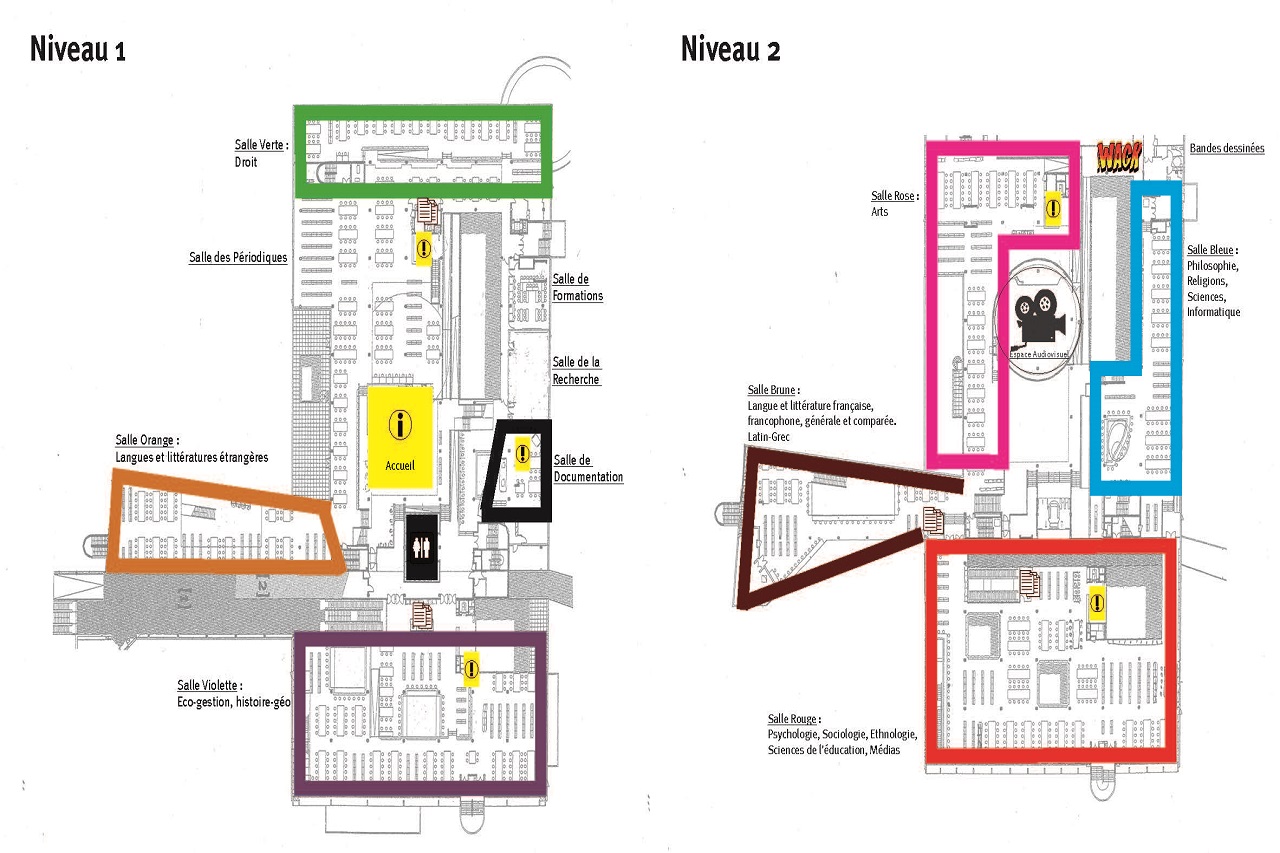 Niveau 1
Salle Verte :
Droit
Salle des Périodiques
Salle de
Formations
Salle de la
Recherche
i
Accueil
Salle Orange :
Langues et littératures étrangères
Salle de
Documentation
Salle Violette :
Eco-gestion, histoire-géo
Niveau 2
WACK
Bandes dessinées
Salle Rose :
Arts
Salle Bleue :
Philosophie,
Religions,
Sciences,
Informatique
Espace Audiovisuel
Salle Brune :
Langue et littérature française,
francophone, générale et comparée.
Latin-Grec
Salle Rouge :
Psychologie, Sociologie, Ethnologie,
Sciences de l'éducation, Médias